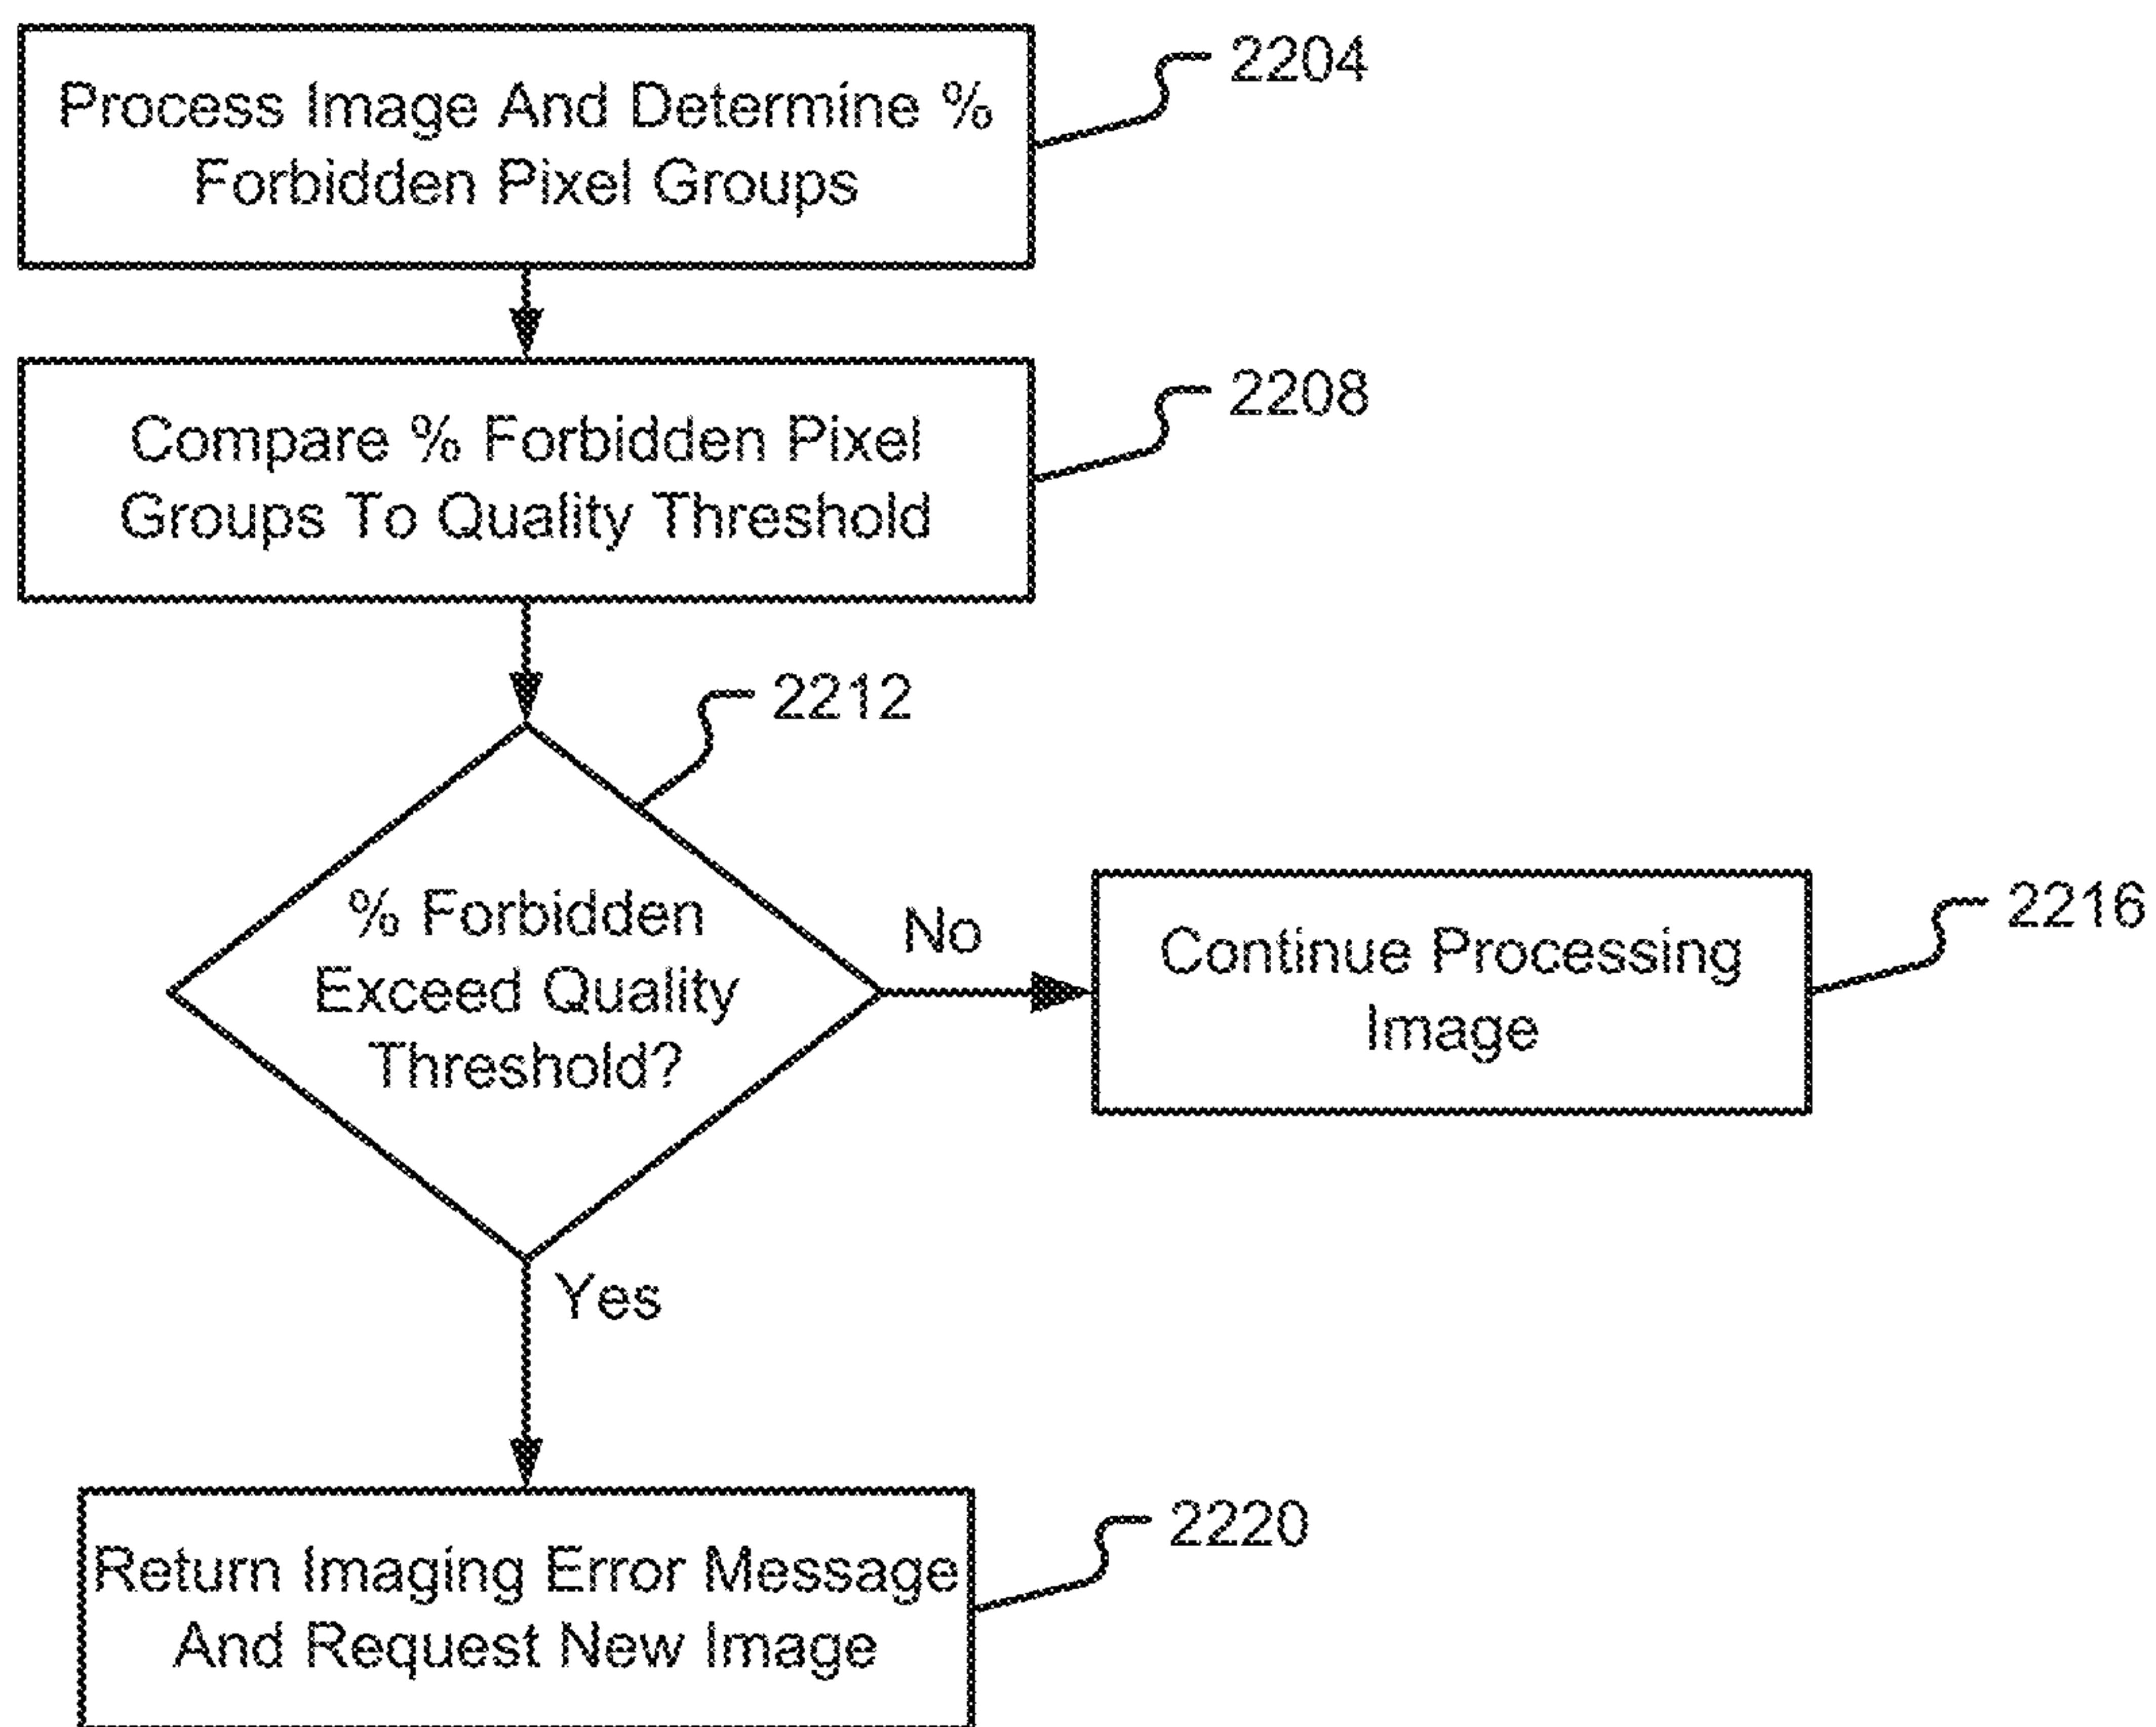 Process Image And Determine %
Forbidden Pixel Groups
2204
Compare % Forbidden Pixel
Groups To Quality Threshold
2208
2212
% Forbidden
Exceed Quality
Threshold?
No
Continue Processing
Image
2216
Yes
Return Imaging Error Message
And Request New Image
2220